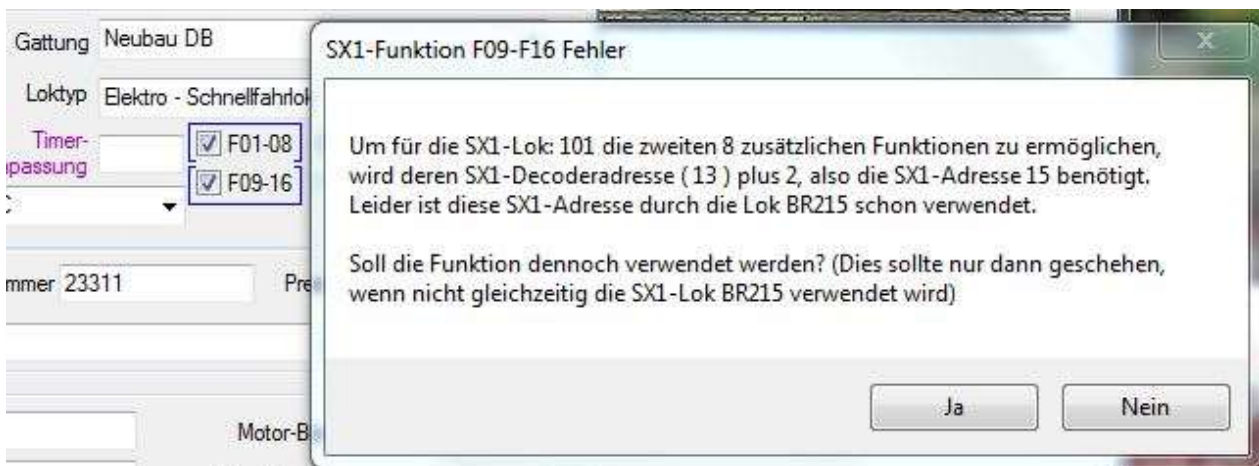 Gattung Neubau DB
Loktyp Elektro - Schnellfahrlok
Timer-
F01-08
F09-16
23311
Motor-B
SX1-Funktion F09-F16 Fehler
Um für die SX1-Lok: 101 die zweiten 8 zusätzlichen Funktionen zu ermöglichen,
wird deren SX1-Decoderadresse ( 13 ) plus 2, also die SX1-Adresse 15 benötigt.
Leider ist diese SX1-Adresse durch die Lok BR215 schon verwendet.
Soll die Funktion dennoch verwendet werden? (Dies sollte nur dann geschehen,
wenn nicht gleichzeitig die SX1-Lok BR215 verwendet wird)
Ja Nein